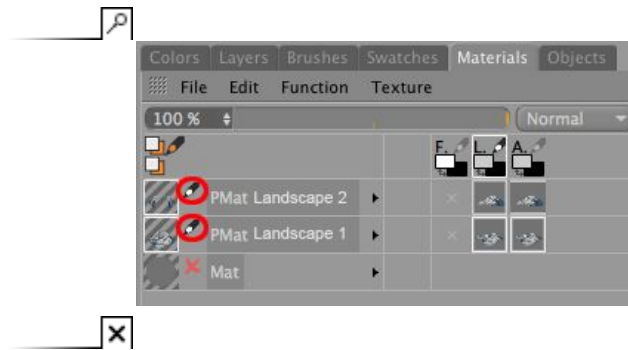 Colors Layers Brushes Swatches Materials Objects
File Edit Function Texture
100 % Normal
F. L. A.
PMat Landscape 2
PMat Landscape 1
Mat